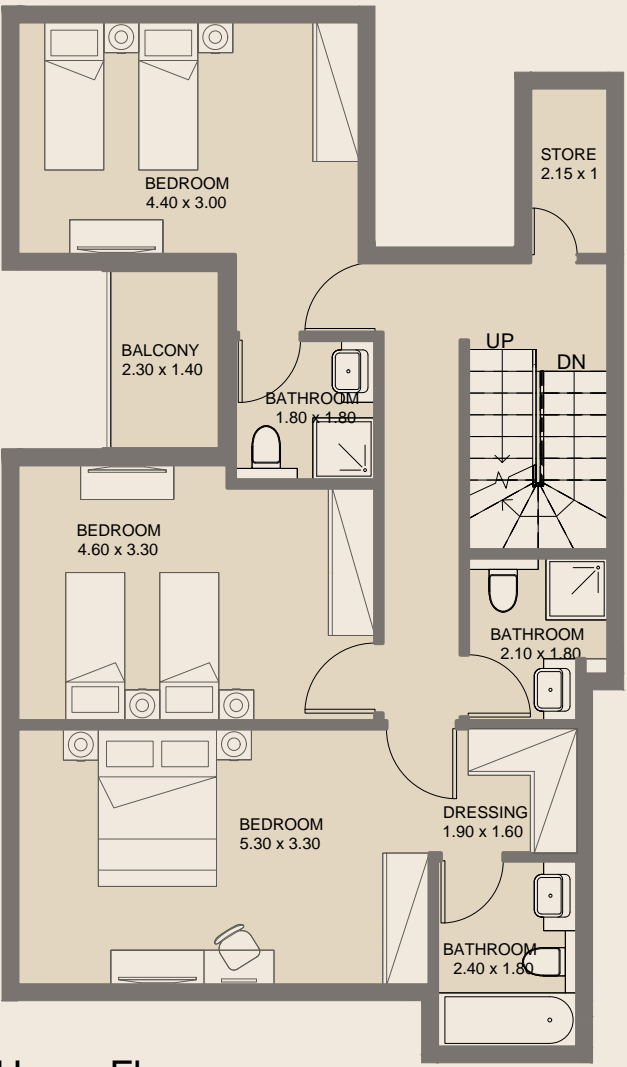 STORE
2.15 x 1
BEDROOM
4.40 x 3.00
UP
DN
BALCONY
2.30 x 1.40
BATHROOM
1.80 x 1.80
BEDROOM
4.60 x 3.30
BATHROOM
2.10 x 1.80
DRESSING
1.90 x 1.60
BEDROOM
5.30 x 3.30
BATHROOM
2.40 x 1.80